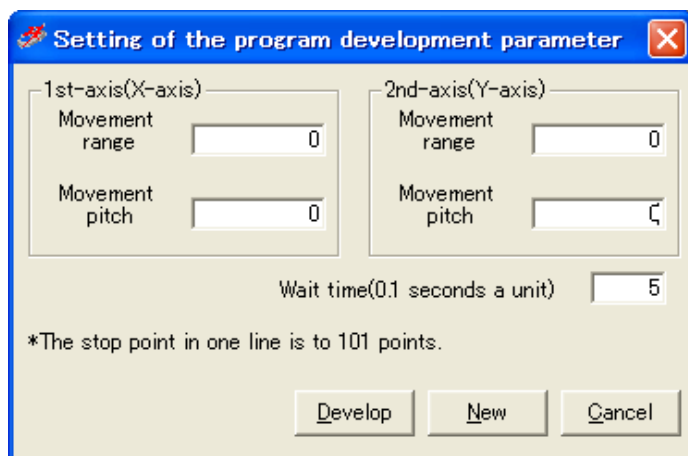 Setting of the program development parameter
1st-axis(X-axis)
Movement range
0
Movement pitch
0
2nd-axis(Y-axis)
Movement range
0
Movement pitch
Wait time(0.1 seconds a unit)
5
*The stop point in one line is to 101 points.
Develop
New
Cancel